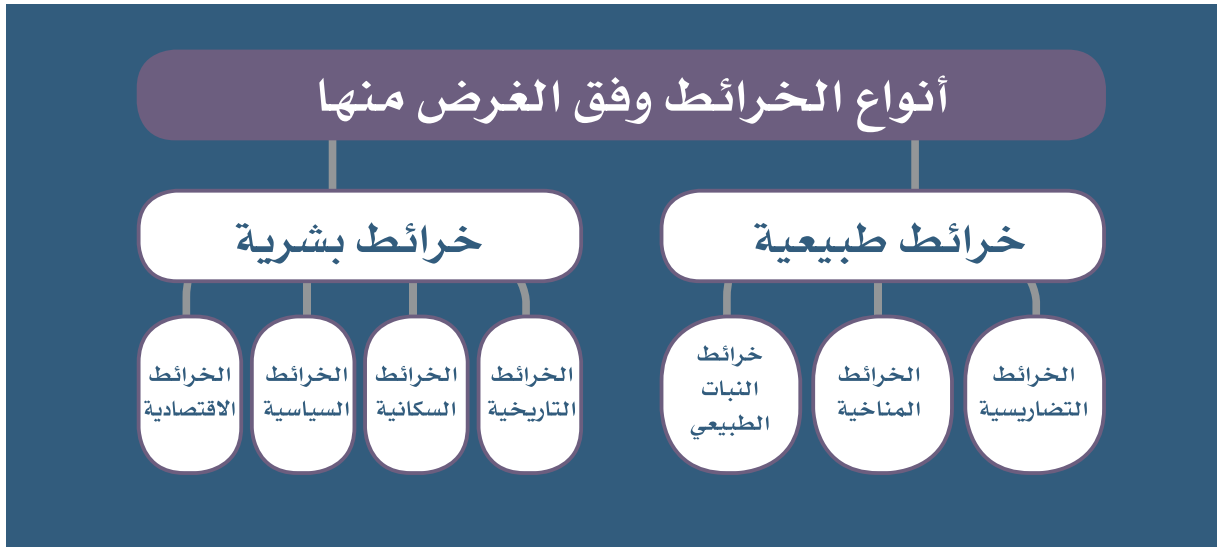 أنواع الخرائط وفق الغرض منها
خرائط طبيعية
خرائط بشرية
الخرائط
التضاريسية
الخرائط
المناخية
خرائط
النبات
الطبيعي
الخرائط
التاريخية
الخرائط
السكانية
الخرائط
السياسية
الخرائط
الاقتصادية